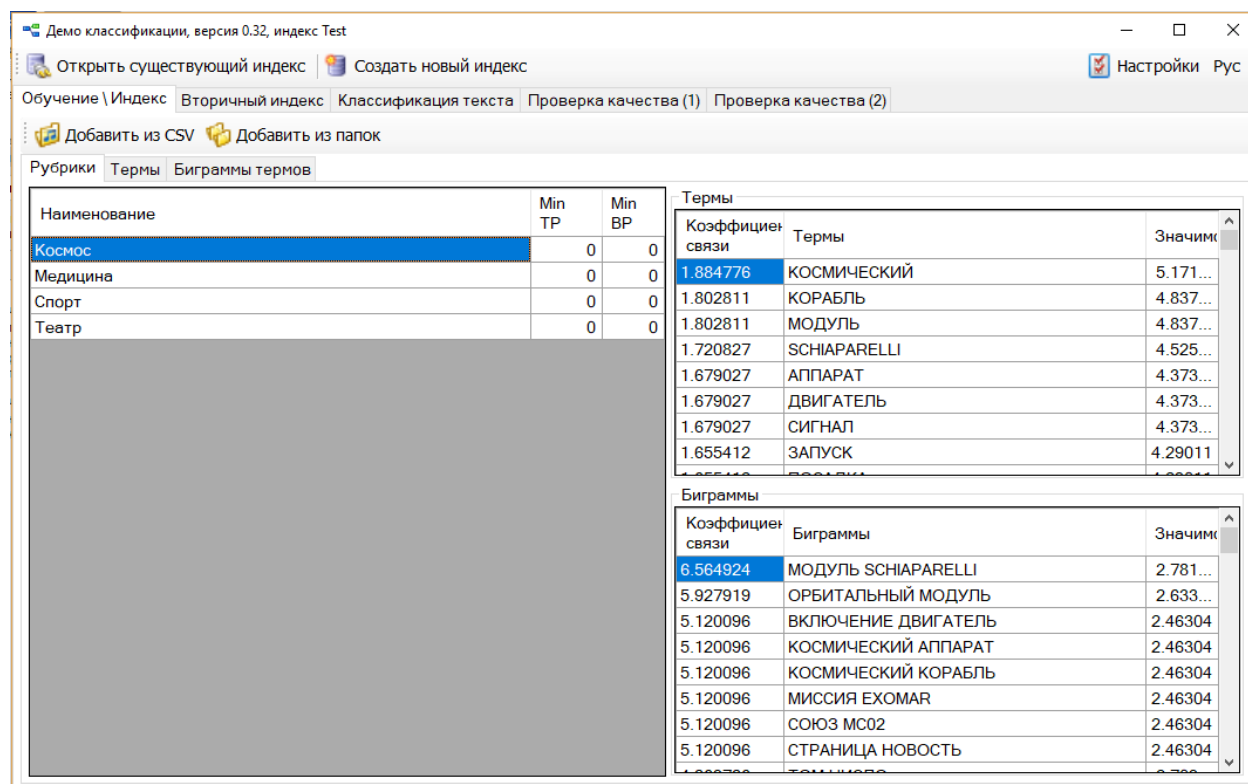 Демо классификации, версия 0.32, индекс Test
Открыть существующий индекс Создать новый индекс Настройки Рус
Обучение \ Индекс Вторичный индекс Классификация текста Проверка качества (1) Проверка качества (2)
Добавить из CSV Добавить из папок
Рубрики Термы Биграммы термов
Наименование Min TP Min BP
Космос 0 0
Медицина 0 0
Спорт 0 0
Театр 0 0
Термы
Коэффициен связи Термы Значимо
1.884776 КОСМИЧЕСКИЙ 5.171...
1.802811 КОРАБЛЬ 4.837...
1.802811 МОДУЛЬ 4.837...
1.720827 SCHIAPARELLI 4.525...
1.679027 АППАРАТ 4.373...
1.679027 ДВИГАТЕЛЬ 4.373...
1.679027 СИГНАЛ 4.373...
1.655412 ЗАПУСК 4.29011
Биграммы
Коэффициен связи Биграммы Значимо
6.564924 МОДУЛЬ SCHIAPARELLI 2.781...
5.927919 ОРБИТАЛЬНЫЙ МОДУЛЬ 2.633...
5.120096 ВКЛЮЧЕНИЕ ДВИГАТЕЛЬ 2.46304
5.120096 КОСМИЧЕСКИЙ АППАРАТ 2.46304
5.120096 КОСМИЧЕСКИЙ КОРАБЛЬ 2.46304
5.120096 МИССИЯ EXOMAR 2.46304
5.120096 СОЮЗ МС02 2.46304
5.120096 СТРАНИЦА НОВОСТЬ 2.46304